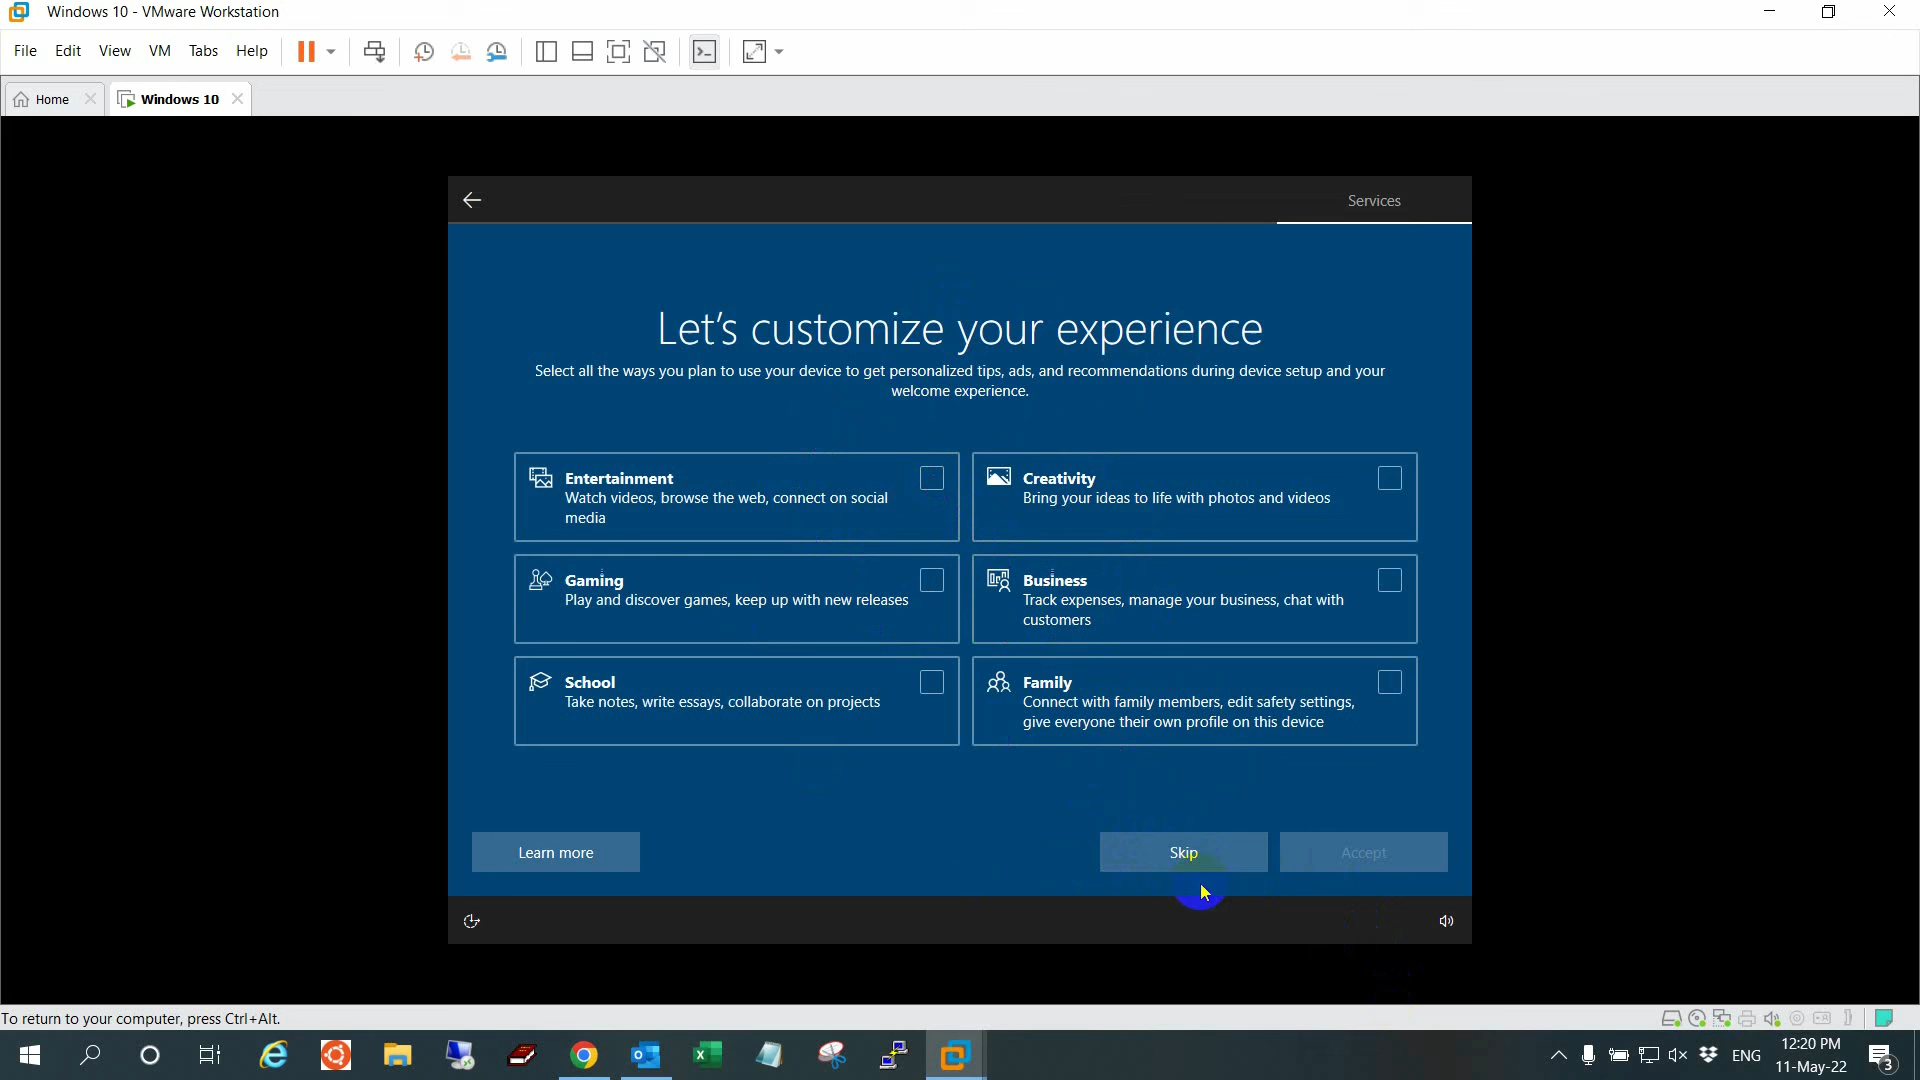 Windows 10 - VMware Workstation
File Edit View VM Tabs Help
Home
Windows 10
Services
Let's customize your experience
Select all the ways you plan to use your device to get personalized tips, ads, and recommendations during device setup and your
welcome experience.
Entertainment
Watch videos, browse the web, connect on social
media
Creativity
Bring your ideas to life with photos and videos
Gaming
Play and discover games, keep up with new releases
Business
Track expenses, manage your business, chat with
customers
School
Take notes, write essays, collaborate on projects
Family
Connect with family members, edit safety settings,
give everyone their own profile on this device
Learn more
Skip
Accept
To return to your computer, press Ctrl+Alt.
ENG
12:20 PM
11-May-22
3